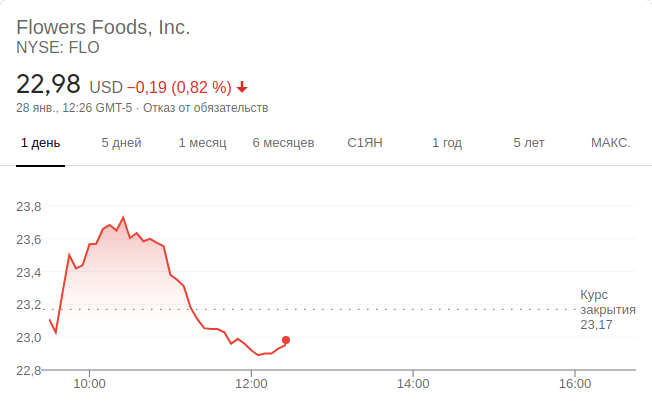 Flowers Foods, Inc.
NYSE: FLO
22,98 USD −0,19 (0,82 %)
28 янв., 12:26 GMT-5 · Отказ от обязательств
1 день 5 дней 1 месяц 6 месяцев С1ЯН 1 год 5 лет МАКС.
23,8
23,6
23,4
23,2
23,0
22,8
Курс
закрытия
23,17
10:00 12:00 14:00 16:00